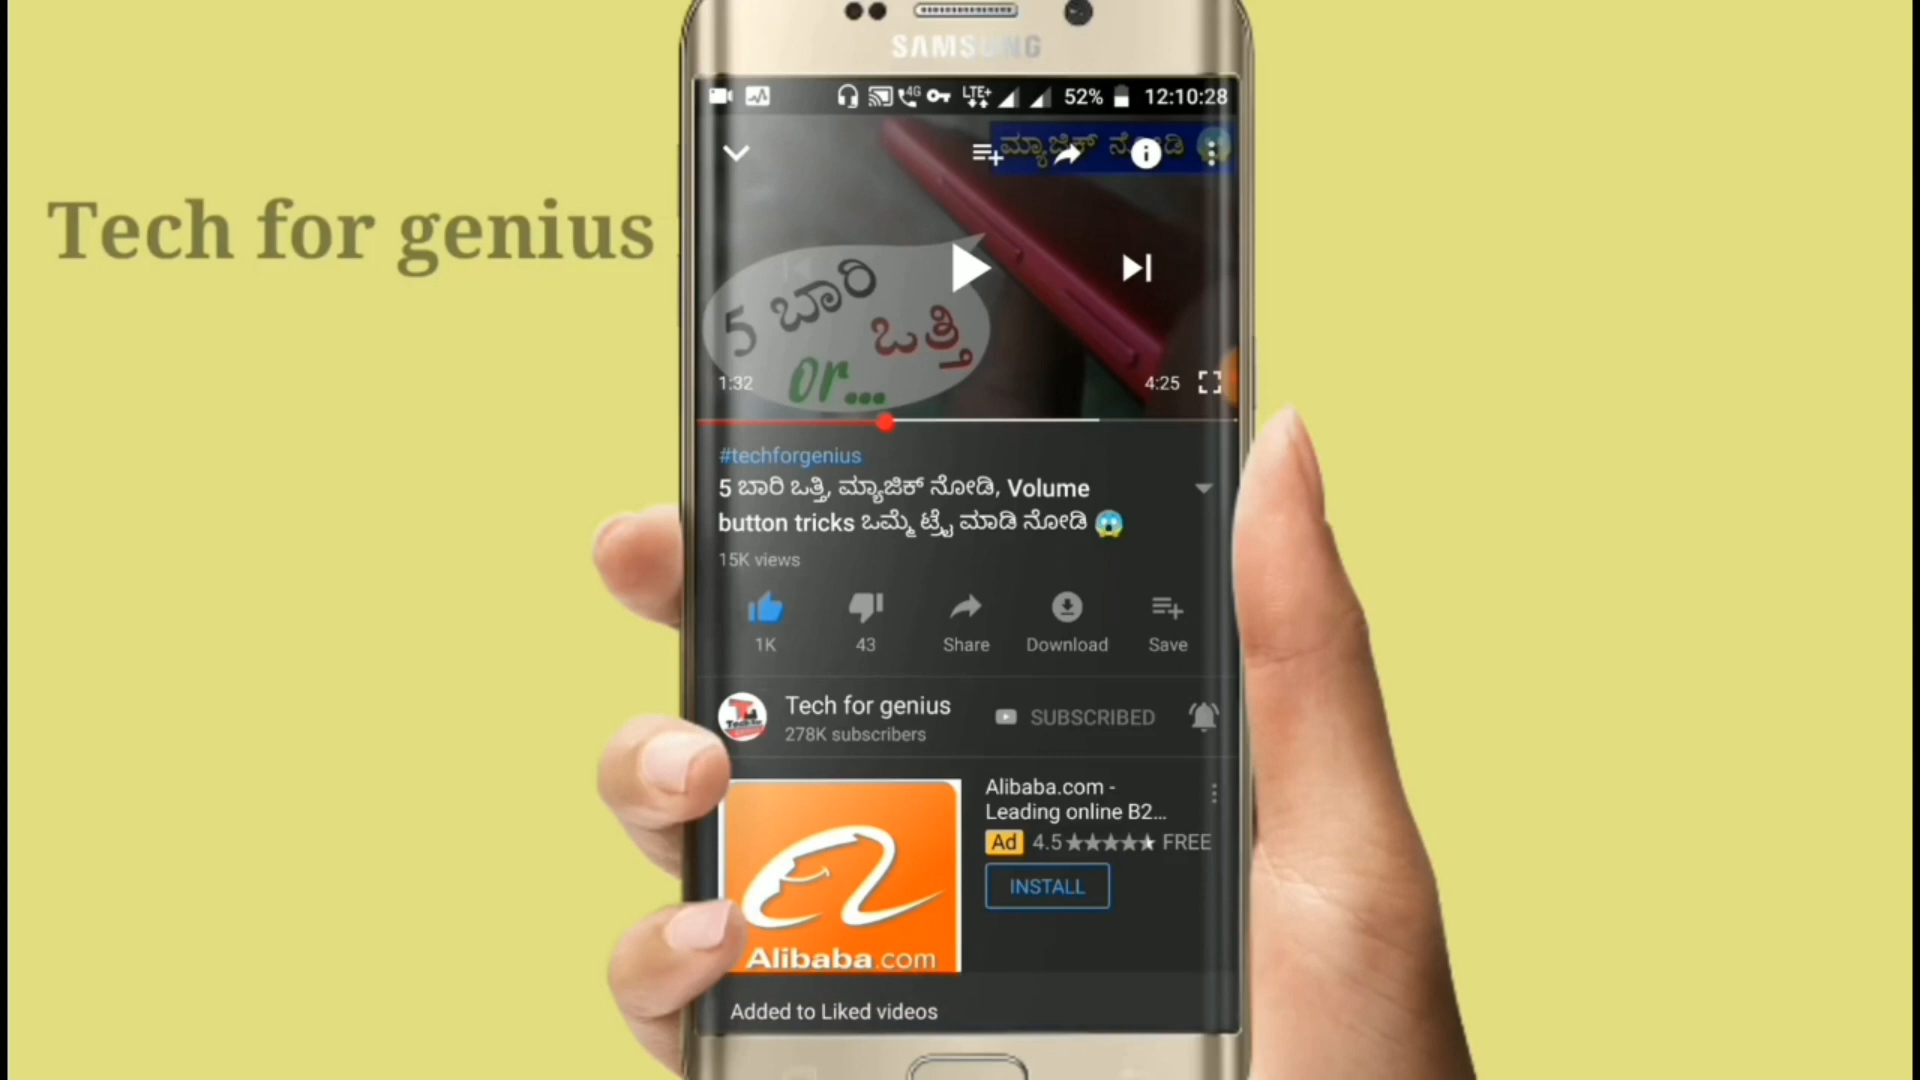 SAMSUNG
52% 12:10:28
ಮ್ಯಾಜಿಕ್ ನೋಡಿ
Tech for genius
5 ಬಾರಿ
ಒತ್ತಿ
or...
1:32
4:25
#techforgenius
5 ಬಾರಿ ಒತ್ತಿ, ಮ್ಯಾಜಿಕ್ ನೋಡಿ, Volume
button tricks ಒಮ್ಮೆ ಟ್ರೈ ಮಾಡಿ ನೋಡಿ 😱
15K views
1K
43
Share
Download
Save
Tech for genius
278K subscribers
SUBSCRIBED
Alibaba.com -
Leading online B2...
Ad 4.5 ★★★★★ FREE
INSTALL
Alibaba.com
Added to Liked videos